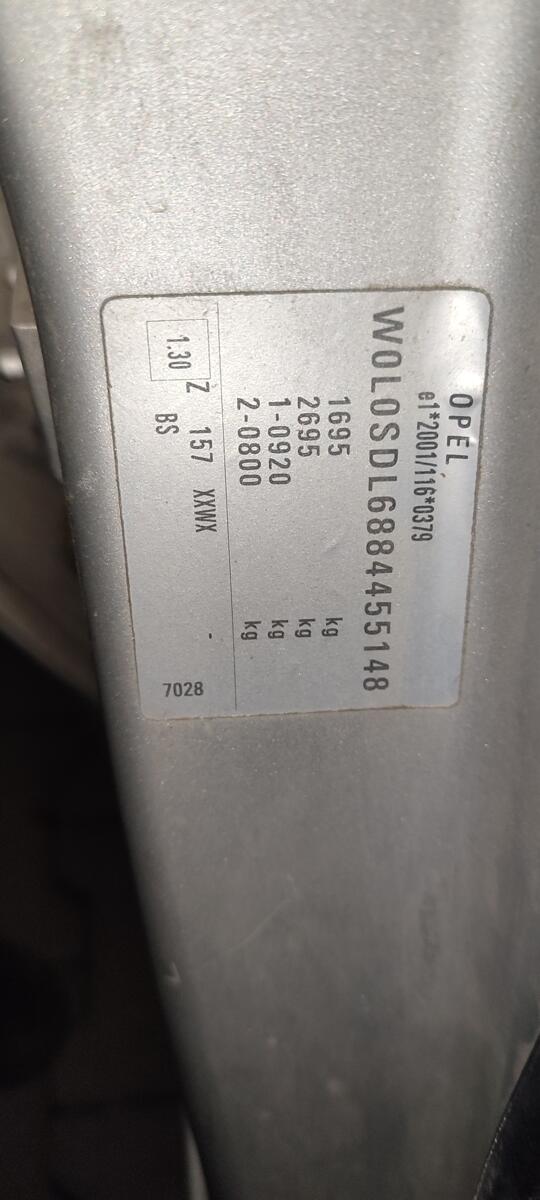 OPEL
e1*2001/116*0379
W0L0SDL6884455148
1695 kg
2695 kg
1-0920 kg
2-0800 kg
1.30 Z 157 XXWX -
BS 7028